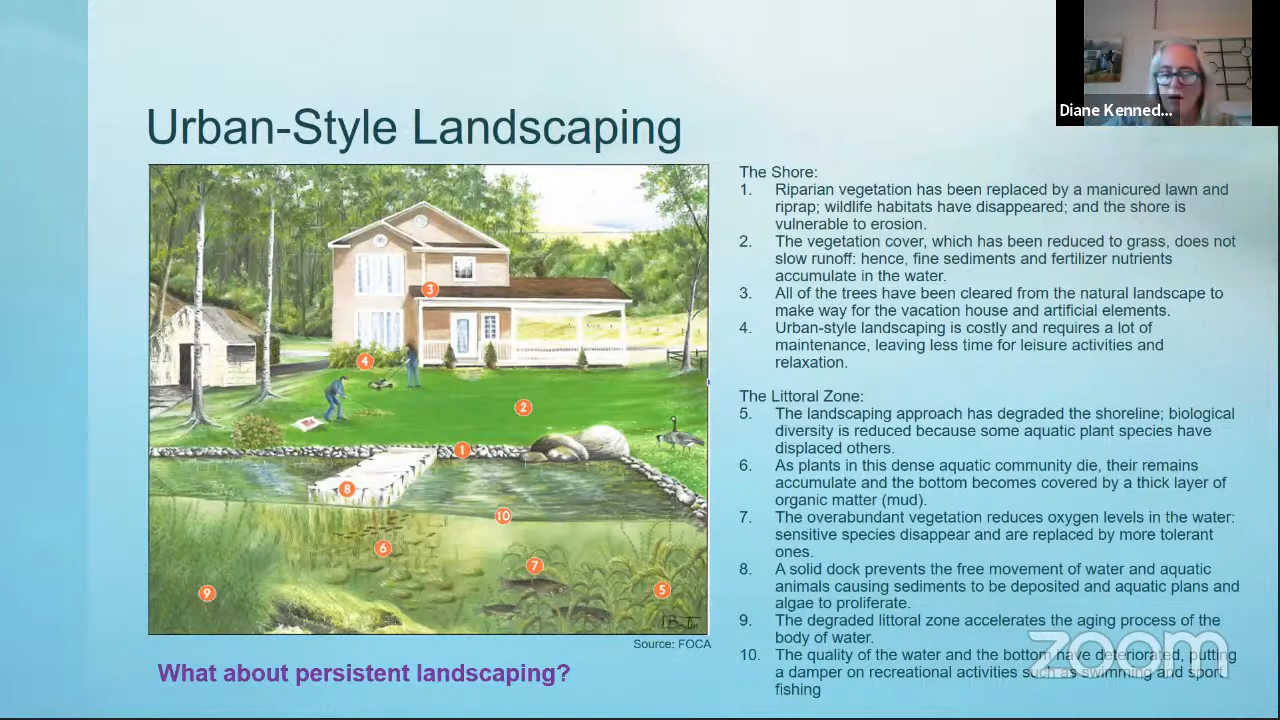 Diane Kenned...
Urban-Style Landscaping
3
4
2
1
8
10
6
7
9
5
Source: FOCA
What about persistent landscaping?
The Shore:
1. Riparian vegetation has been replaced by a manicured lawn and
riprap; wildlife habitats have disappeared; and the shore is
vulnerable to erosion.
2. The vegetation cover, which has been reduced to grass, does not
slow runoff: hence, fine sediments and fertilizer nutrients
accumulate in the water.
3. All of the trees have been cleared from the natural landscape to
make way for the vacation house and artificial elements.
4. Urban-style landscaping is costly and requires a lot of
maintenance, leaving less time for leisure activities and
relaxation.
The Littoral Zone:
5. The landscaping approach has degraded the shoreline; biological
diversity is reduced because some aquatic plant species have
displaced others.
6. As plants in this dense aquatic community die, their remains
accumulate and the bottom becomes covered by a thick layer of
organic matter (mud).
7. The overabundant vegetation reduces oxygen levels in the water:
sensitive species disappear and are replaced by more tolerant
ones.
8. A solid dock prevents the free movement of water and aquatic
animals causing sediments to be deposited and aquatic plans and
algae to proliferate.
9. The degraded littoral zone accelerates the aging process of the
body of water.
10. The quality of the water and the bottom have deteriorated, putting
a damper on recreational activities such as swimming and sport
fishing
zoom